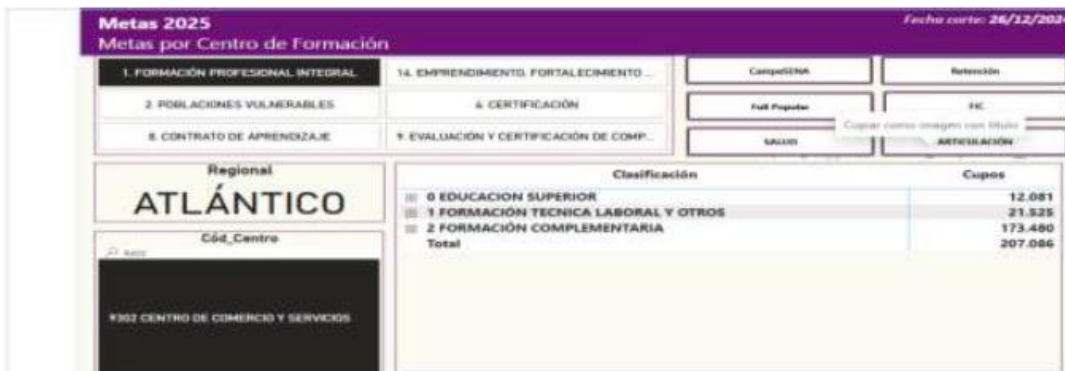 Metas 2025
Fecha corte: 26/12/2024
Metas por Centro de Formación
1. FORMACIÓN PROFESIONAL INTEGRAL
14. EMPRENDIMIENTO. FORTALECIMIENTO ...
CampeSENA
Retención
2. POBLACIONES VULNERABLES
6. CERTIFICACIÓN
Full Popular
FIC
Copiar como imagen con título
8. CONTRATO DE APRENDIZAJE
9. EVALUACIÓN Y CERTIFICACIÓN DE COMP...
SALUD
ARTICULACIÓN
Regional
ATLÁNTICO
Clasificación
Cupos
0 EDUCACION SUPERIOR
12.081
1 FORMACIÓN TECNICA LABORAL Y OTROS
21.525
2 FORMACIÓN COMPLEMENTARIA
173.480
Total
207.086
Cód_Centro
9302 CENTRO DE COMERCIO Y SERVICIOS